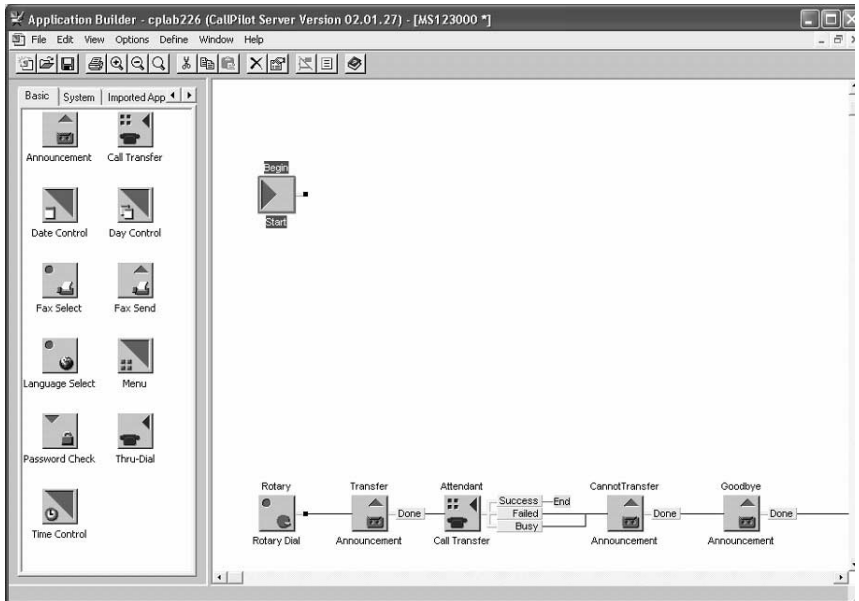 Application Builder - cplab226 (CallPilot Server Version 02.01.27) - [MS123000 *]
File Edit View Options Define Window Help
Basic System Imported App
Announcement Call Transfer
Date Control Day Control
Fax Select Fax Send
Language Select Menu
Password Check Thru-Dial
Time Control
Begin
Start
Rotary Transfer Attendant CannotTransfer Goodbye
Success End
Done Failed Done Done
Busy
Rotary Dial Announcement Call Transfer Announcement Announcement